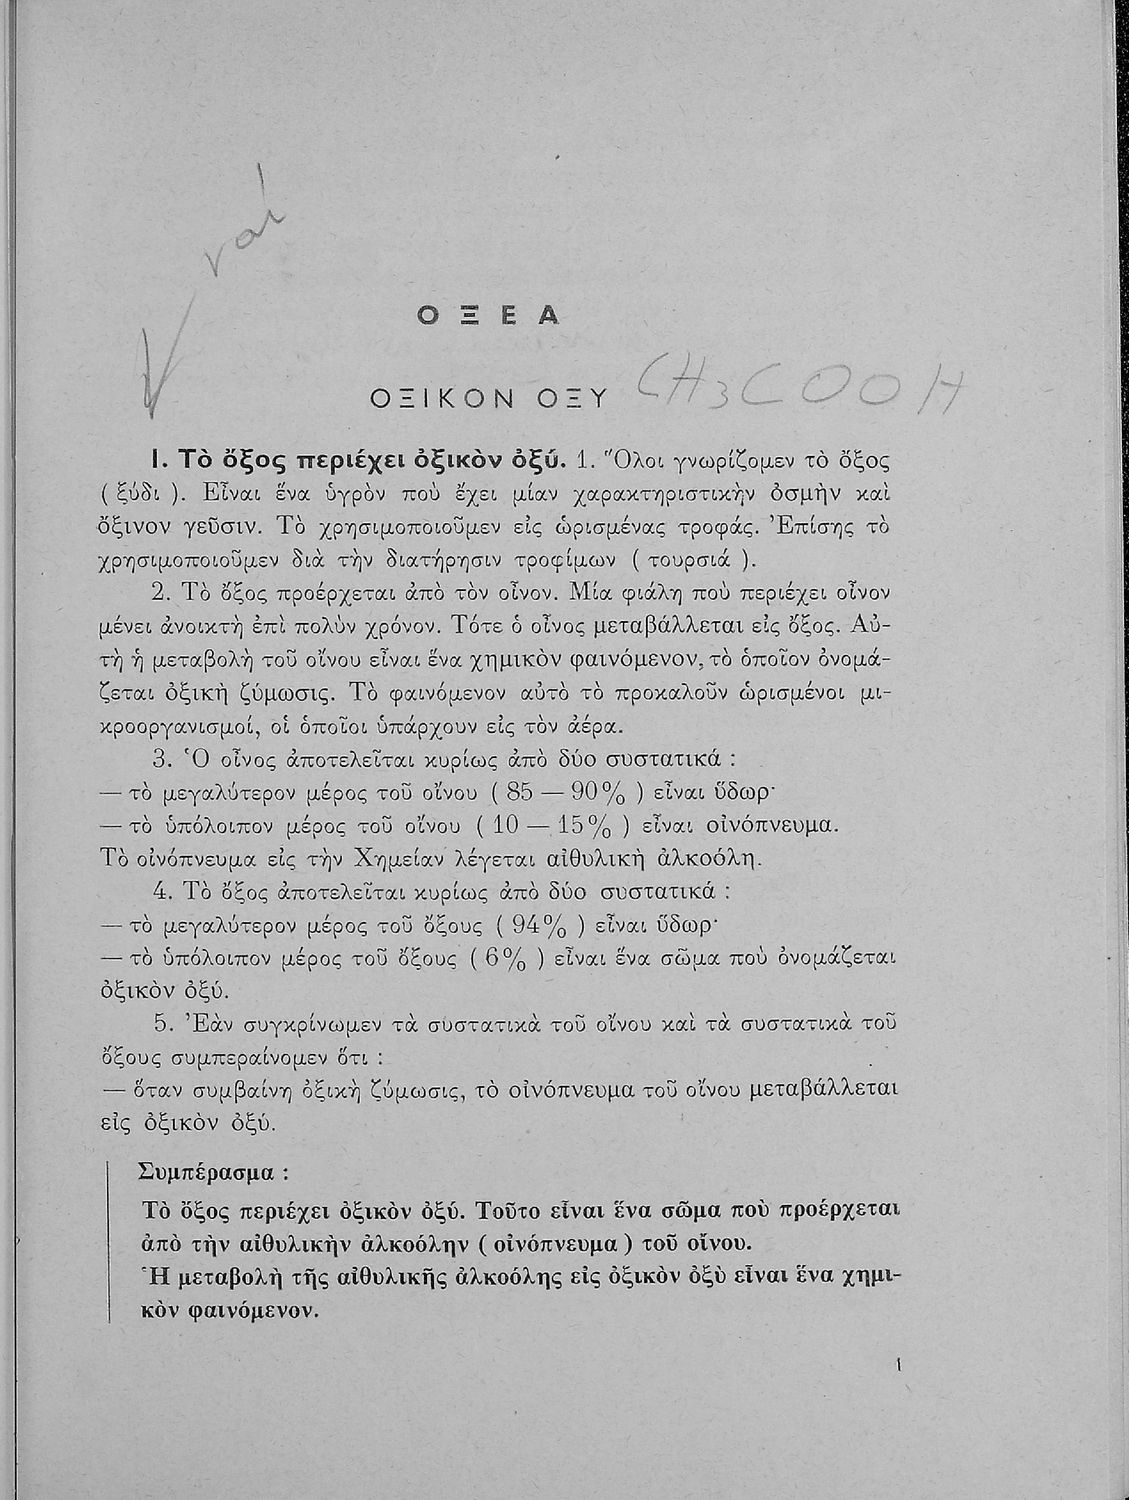 ναί
ΟΞΕΑ
ΟΞΙΚΟΝ ΟΞΥ CH3COOH
Ι. Τὸ ὄξος περιέχει ὀξικὸν ὀξύ. 1. Ὅλοι γνωρίζομεν τὸ ὄξος
( ξύδι ). Εἶναι ἕνα ὑγρὸν ποὺ ἔχει μίαν χαρακτηριστικὴν ὀσμὴν καὶ
ὄξινον γεῦσιν. Τὸ χρησιμοποιοῦμεν εἰς ὡρισμένας τροφάς. Ἐπίσης τὸ
χρησιμοποιοῦμεν διὰ τὴν διατήρησιν τροφίμων ( τουρσιά ).
2. Τὸ ὄξος προέρχεται ἀπὸ τὸν οἶνον. Μία φιάλη ποὺ περιέχει οἶνον
μένει ἀνοικτὴ ἐπὶ πολὺν χρόνον. Τότε ὁ οἶνος μεταβάλλεται εἰς ὄξος. Αὐ-
τὴ ἡ μεταβολὴ τοῦ οἴνου εἶναι ἕνα χημικὸν φαινόμενον, τὸ ὁποῖον ὀνομά-
ζεται ὀξικὴ ζύμωσις. Τὸ φαινόμενον αὐτὸ τὸ προκαλοῦν ὡρισμένοι μι-
κροοργανισμοί, οἱ ὁποῖοι ὑπάρχουν εἰς τὸν ἀέρα.
3. Ὁ οἶνος ἀποτελεῖται κυρίως ἀπὸ δύο συστατικά :
— τὸ μεγαλύτερον μέρος τοῦ οἴνου ( 85 — 90% ) εἶναι ὕδωρ·
— τὸ ὑπόλοιπον μέρος τοῦ οἴνου ( 10 — 15% ) εἶναι οἰνόπνευμα.
Τὸ οἰνόπνευμα εἰς τὴν Χημείαν λέγεται αἰθυλικὴ ἀλκοόλη.
4. Τὸ ὄξος ἀποτελεῖται κυρίως ἀπὸ δύο συστατικά :
— τὸ μεγαλύτερον μέρος τοῦ ὄξους ( 94% ) εἶναι ὕδωρ·
— τὸ ὑπόλοιπον μέρος τοῦ ὄξους ( 6% ) εἶναι ἕνα σῶμα ποὺ ὀνομάζεται
ὀξικὸν ὀξύ.
5. Ἐὰν συγκρίνωμεν τὰ συστατικὰ τοῦ οἴνου καὶ τὰ συστατικὰ τοῦ
ὄξους συμπεραίνομεν ὅτι :
— ὅταν συμβαίνη ὀξικὴ ζύμωσις, τὸ οἰνόπνευμα τοῦ οἴνου μεταβάλλεται
εἰς ὀξικὸν ὀξύ.
Συμπέρασμα :
Τὸ ὄξος περιέχει ὀξικὸν ὀξύ. Τοῦτο εἶναι ἕνα σῶμα ποὺ προέρχεται
ἀπὸ τὴν αἰθυλικὴν ἀλκοόλην ( οἰνόπνευμα ) τοῦ οἴνου.
Ἡ μεταβολὴ τῆς αἰθυλικῆς ἀλκοόλης εἰς ὀξικὸν ὀξὺ εἶναι ἕνα χημι-
κὸν φαινόμενον.
1